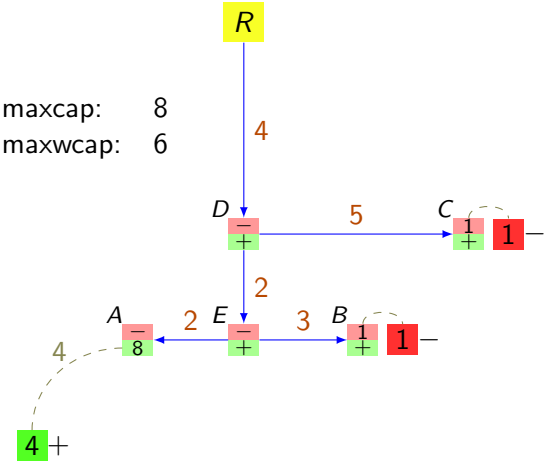 R
maxcap: 8
4
maxwcap: 6
D − +
5
C 1 +
1 −
2
A − 8
2
E − +
3
B 1 +
1 −
4
4 +